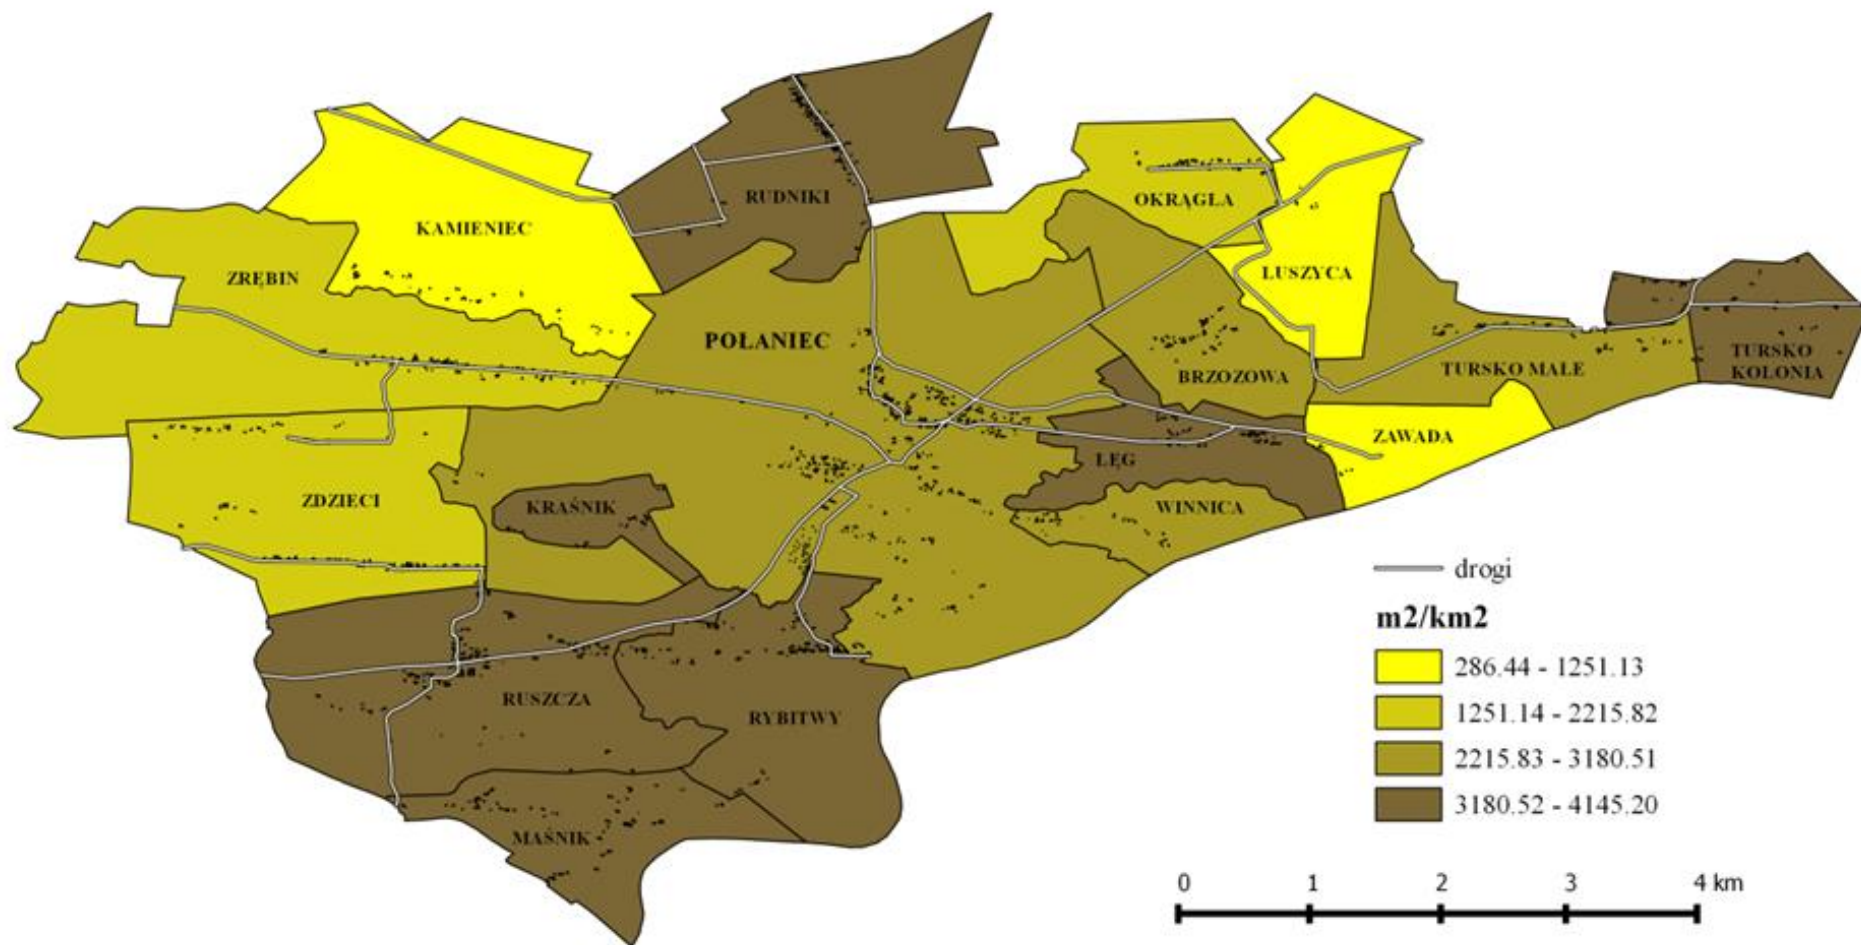 RUDNIKI
OKRĄGŁA
KAMIENIEC
ZRĘBIN
ŁUSZYCA
POŁANIEC
BRZOZOWA
TURSKO MAŁE
TURSKO
KOLONIA
ZAWADA
ŁĘG
ZDZIECI
KRAŚNIK
WINNICA
RUSZCZA
RYBITWY
MAŚNIK
drogi
m2/km2
286.44 - 1251.13
1251.14 - 2215.82
2215.83 - 3180.51
3180.52 - 4145.20
0 1 2 3 4 km